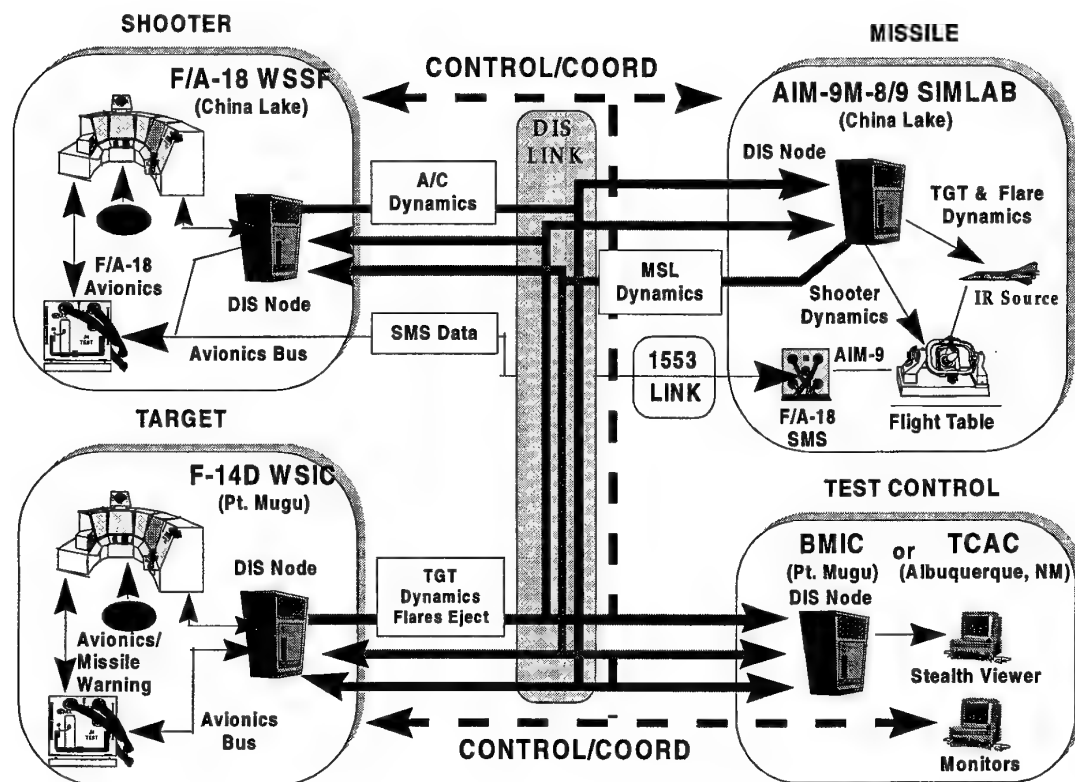 SHOOTER
F/A-18 WSSF
(China Lake)
F/A-18
Avionics
DIS Node
Avionics Bus
J4
TEST
CONTROL/COORD
DIS
LINK
A/C
Dynamics
MSL
Dynamics
SMS Data
1553
LINK
MISSILE
AIM-9M-8/9 SIMLAB
(China Lake)
DIS Node
TGT & Flare
Dynamics
IR Source
Shooter
Dynamics
AIM-9
F/A-18
SMS
Flight Table
TARGET
F-14D WSIC
(Pt. Mugu)
DIS Node
Avionics/
Missile
Warning
Avionics
Bus
J4
TEST
TGT
Dynamics
Flares Eject
CONTROL/COORD
TEST CONTROL
BMIC or TCAC
(Pt. Mugu) (Albuquerque, NM)
DIS Node
Stealth Viewer
Monitors